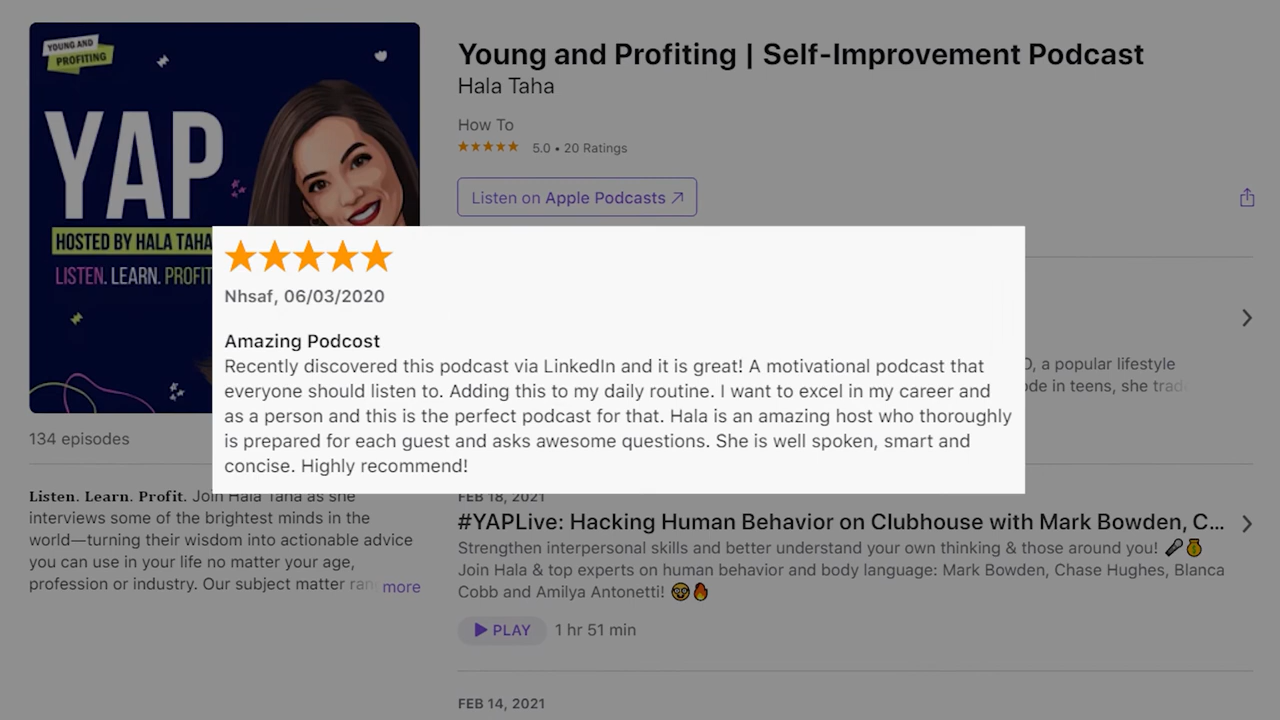 YOUNG AND
PROFITING
YAP
HOSTED BY HALA TAHA
LISTEN. LEARN. PROFIT
134 episodes
Listen. Learn. Profit. Join Hala Taha as she
interviews some of the brightest minds in the
world—turning their wisdom into actionable advice
you can use in your life no matter your age,
profession or industry. Our subject matter ran
more
Young and Profiting | Self-Improvement Podcast
Hala Taha
How To
★★★★★ 5.0 • 20 Ratings
Listen on Apple Podcasts ↗
★★★★★
Nhsaf, 06/03/2020
Amazing Podcost
Recently discovered this podcast via LinkedIn and it is great! A motivational podcast that
everyone should listen to. Adding this to my daily routine. I want to excel in my career and
as a person and this is the perfect podcast for that. Hala is an amazing host who thoroughly
is prepared for each guest and asks awesome questions. She is well spoken, smart and
concise. Highly recommend!
, a popular lifestyle
de in teens, she trade
FEB 18, 2021
#YAPLive: Hacking Human Behavior on Clubhouse with Mark Bowden, C...
Strengthen interpersonal skills and better understand your own thinking & those around you! 🎤💰
Join Hala & top experts on human behavior and body language: Mark Bowden, Chase Hughes, Blanca
Cobb and Amilya Antonetti! 🤓🔥
▶ PLAY 1 hr 51 min
FEB 14, 2021